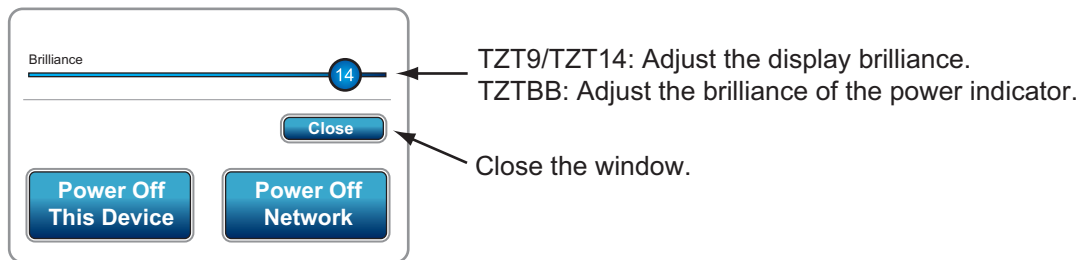 Brilliance
14
TZT9/TZT14: Adjust the display brilliance.
TZTBB: Adjust the brilliance of the power indicator.
Close
Close the window.
Power Off
This Device
Power Off
Network